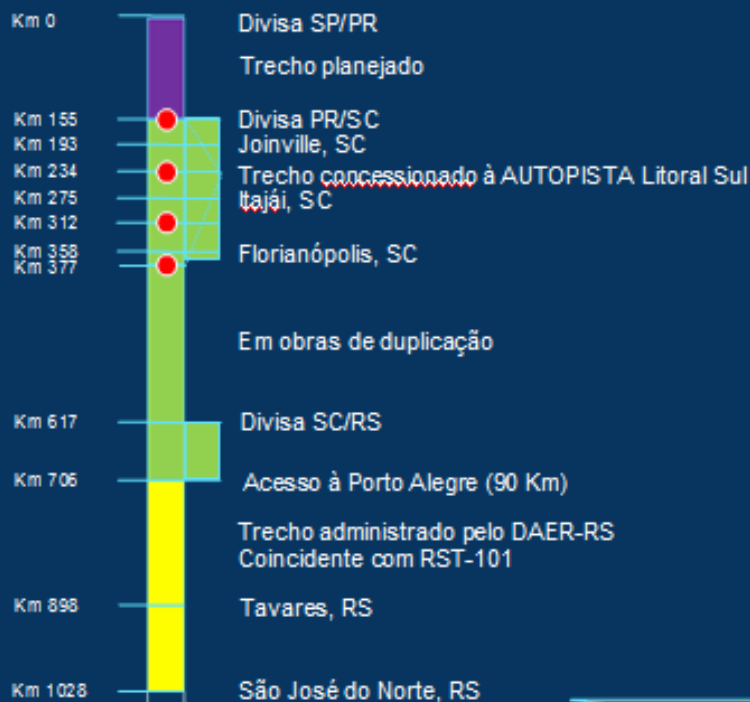 Km 0 Divisa SP/PR
Trecho planejado
Km 155 Divisa PR/SC
Km 193 Joinville, SC
Km 234 Trecho concessionado à AUTOPISTA Litoral Sul
Km 275 Itajái, SC
Km 312
Km 358 Florianópolis, SC
Km 377
Em obras de duplicação
Km 617 Divisa SC/RS
Km 706 Acesso à Porto Alegre (90 Km)
Trecho administrado pelo DAER-RS
Coincidente com RST-101
Km 898 Tavares, RS
Km 1028 São José do Norte, RS